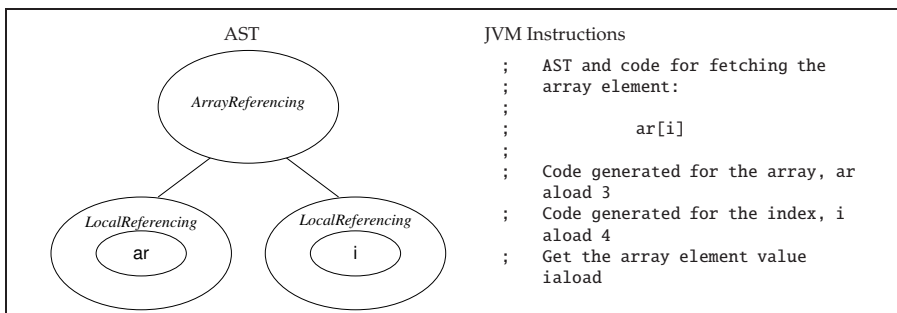 AST
ArrayReferencing
LocalReferencing
ar
LocalReferencing
i
JVM Instructions
; AST and code for fetching the
; array element:
;
; ar[i]
;
; Code generated for the array, ar
aload 3
; Code generated for the index, i
aload 4
; Get the array element value
iaload